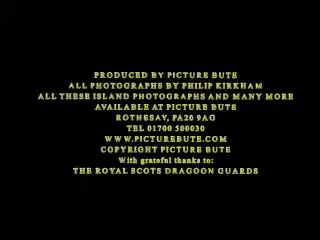 PRODUCED BY PICTURE BUTE
ALL PHOTOGRAPHS BY PHILIP KIRKHAM
ALL THESE ISLAND PHOTOGRAPHS AND MANY MORE
AVAILABLE AT PICTURE BUTE
ROTHESAY, PA20 9AG
TEL 01700 500030
WWW.PICTUREBUTE.COM
COPYRIGHT PICTURE BUTE
With grateful thanks to:
THE ROYAL SCOTS DRAGOON GUARDS